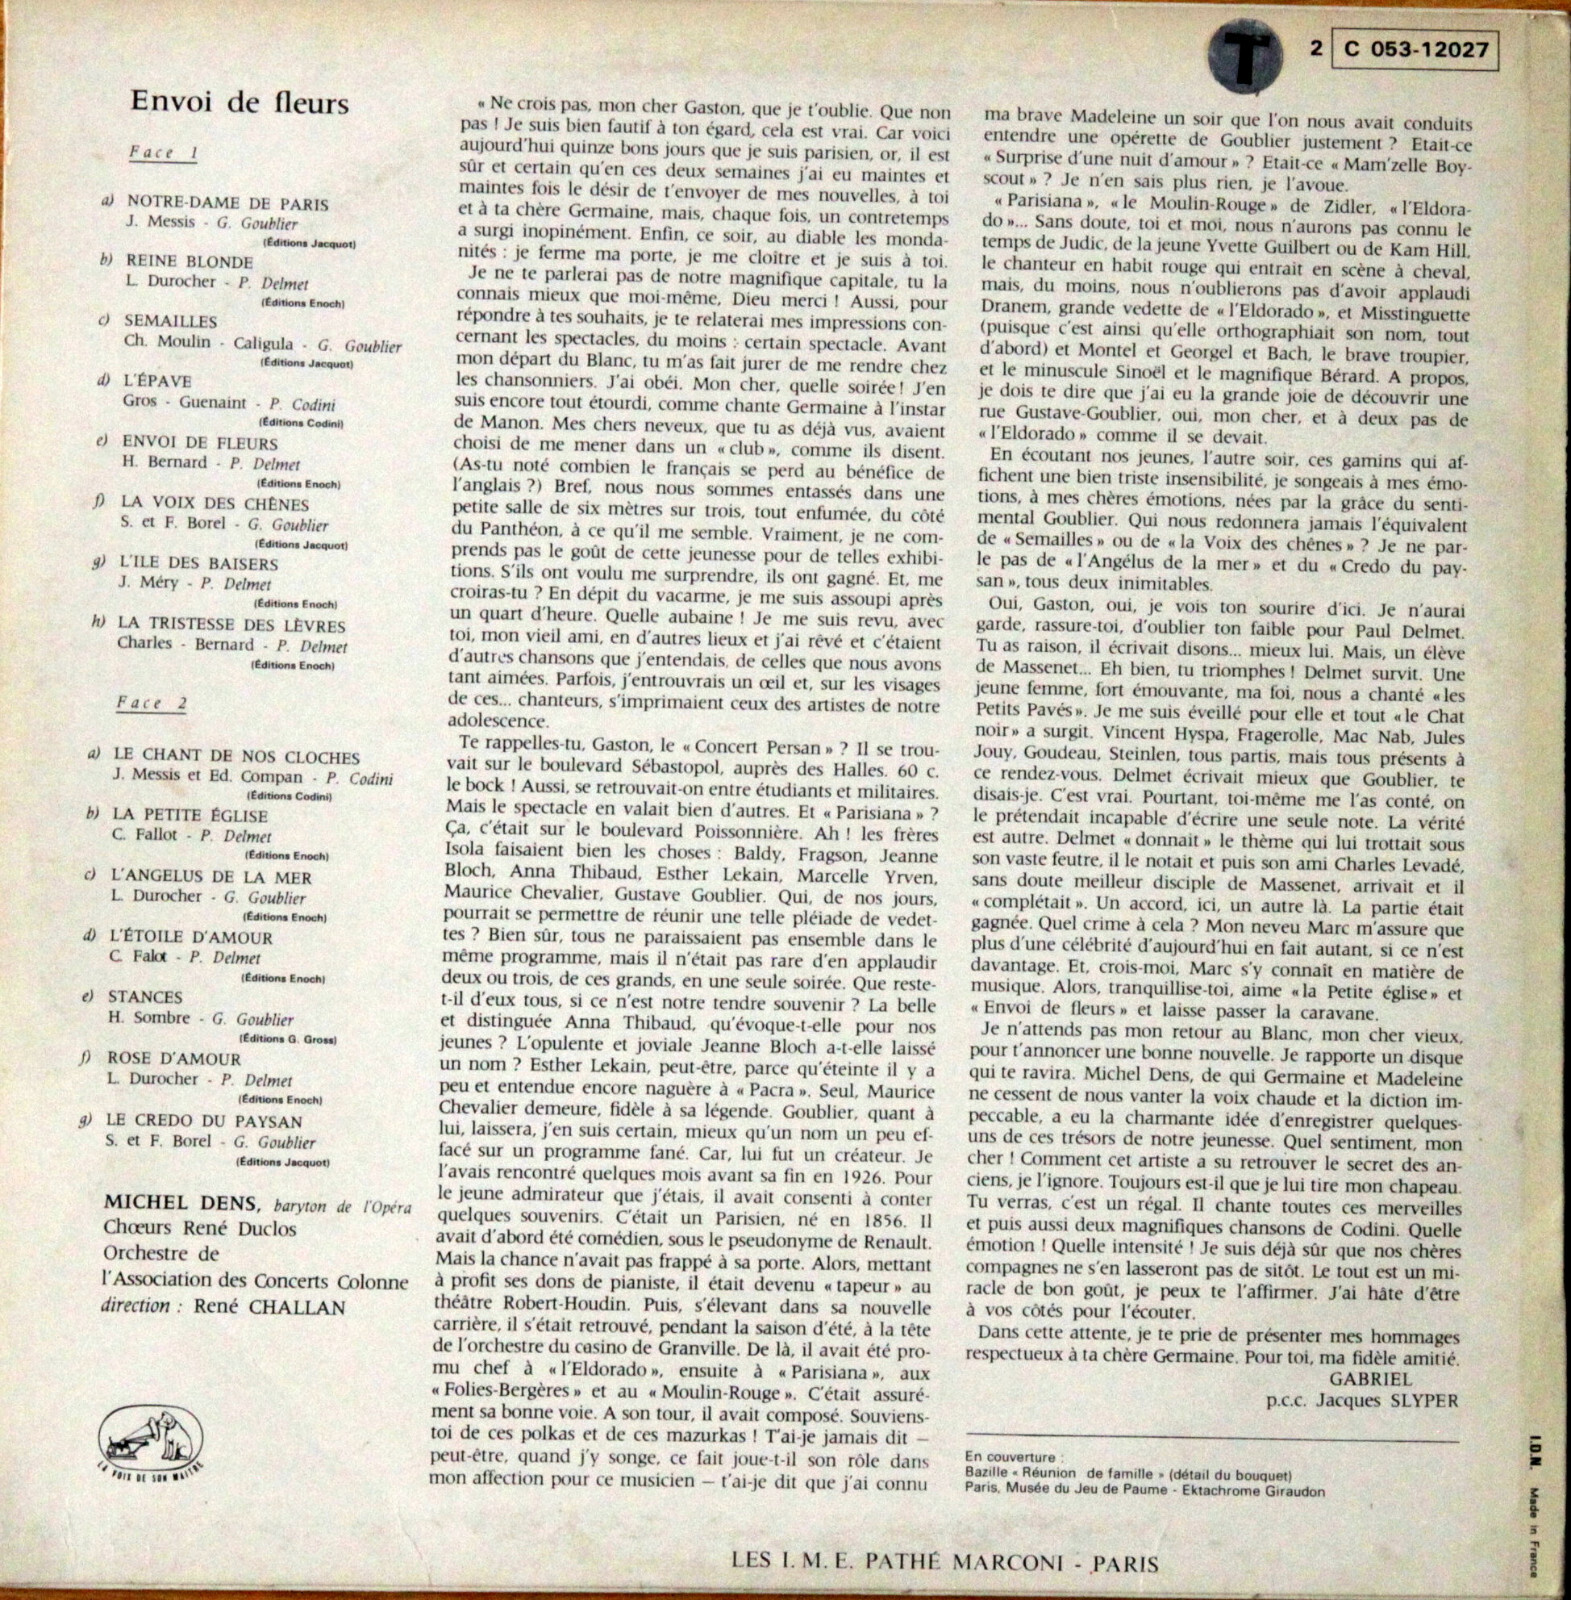 T
2 C 053-12027
Envoi de fleurs
Face 1
a) NOTRE-DAME DE PARIS
J. Messis - G. Goublier
(Éditions Jacquot)
b) REINE BLONDE
L. Durocher - P. Delmet
(Éditions Enoch)
c) SEMAILLES
Ch. Moulin - Caligula - G. Goublier
(Éditions Jacquot)
d) L'ÉPAVE
Gros - Guenaint - P. Codini
(Éditions Codini)
e) ENVOI DE FLEURS
H. Bernard - P. Delmet
(Éditions Enoch)
f) LA VOIX DES CHÊNES
S. et F. Borel - G. Goublier
(Éditions Jacquot)
g) L'ILE DES BAISERS
J. Méry - P. Delmet
(Éditions Enoch)
h) LA TRISTESSE DES LÈVRES
Charles - Bernard - P. Delmet
(Éditions Enoch)
Face 2
a) LE CHANT DE NOS CLOCHES
J. Messis et Ed. Compan - P. Codini
(Éditions Codini)
b) LA PETITE ÉGLISE
C. Fallot - P. Delmet
(Éditions Enoch)
c) L'ANGELUS DE LA MER
L. Durocher - G. Goublier
(Éditions Enoch)
d) L'ÉTOILE D'AMOUR
C. Falot - P. Delmet
(Éditions Enoch)
e) STANCES
H. Sombre - G. Goublier
(Éditions G. Gross)
f) ROSE D'AMOUR
L. Durocher - P. Delmet
(Éditions Enoch)
g) LE CREDO DU PAYSAN
S. et F. Borel - G. Goublier
(Éditions Jacquot)
MICHEL DENS, baryton de l'Opéra
Chœurs René Duclos
Orchestre de
l'Association des Concerts Colonne
direction : René CHALLAN
LA VOIX DE SON MAITRE
« Ne crois pas, mon cher Gaston, que je t'oublie. Que non
pas ! Je suis bien fautif à ton égard, cela est vrai. Car voici
aujourd'hui quinze bons jours que je suis parisien, or, il est
sûr et certain qu'en ces deux semaines j'ai eu maintes et
maintes fois le désir de t'envoyer de mes nouvelles, à toi
et à ta chère Germaine, mais, chaque fois, un contretemps
a surgi inopinément. Enfin, ce soir, au diable les monda-
nités : je ferme ma porte, je me cloitre et je suis à toi.
Je ne te parlerai pas de notre magnifique capitale, tu la
connais mieux que moi-même, Dieu merci ! Aussi, pour
répondre à tes souhaits, je te relaterai mes impressions con-
cernant les spectacles, du moins : certain spectacle. Avant
mon départ du Blanc, tu m'as fait jurer de me rendre chez
les chansonniers. J'ai obéi. Mon cher, quelle soirée ! J'en
suis encore tout étourdi, comme chante Germaine à l'instar
de Manon. Mes chers neveux, que tu as déjà vus, avaient
choisi de me mener dans un « club », comme ils disent.
(As-tu noté combien le français se perd au bénéfice de
l'anglais ?) Bref, nous nous sommes entassés dans une
petite salle de six mètres sur trois, tout enfumée, du côté
du Panthéon, à ce qu'il me semble. Vraiment, je ne com-
prends pas le goût de cette jeunesse pour de telles exhibi-
tions. S'ils ont voulu me surprendre, ils ont gagné. Et, me
croiras-tu ? En dépit du vacarme, je me suis assoupi après
un quart d'heure. Quelle aubaine ! Je me suis revu, avec
toi, mon vieil ami, en d'autres lieux et j'ai rêvé et c'étaient
d'autres chansons que j'entendais, de celles que nous avons
tant aimées. Parfois, j'entrouvrais un œil et, sur les visages
de ces... chanteurs, s'imprimaient ceux des artistes de notre
adolescence.
Te rappelles-tu, Gaston, le « Concert Persan » ? Il se trou-
vait sur le boulevard Sébastopol, auprès des Halles. 60 c.
le bock ! Aussi, se retrouvait-on entre étudiants et militaires.
Mais le spectacle en valait bien d'autres. Et « Parisiana » ?
Ça, c'était sur le boulevard Poissonnière. Ah ! les frères
Isola faisaient bien les choses : Baldy, Fragson, Jeanne
Bloch, Anna Thibaud, Esther Lekain, Marcelle Yrven,
Maurice Chevalier, Gustave Goublier. Qui, de nos jours,
pourrait se permettre de réunir une telle pléiade de vedet-
tes ? Bien sûr, tous ne paraissaient pas ensemble dans le
même programme, mais il n'était pas rare d'en applaudir
deux ou trois, de ces grands, en une seule soirée. Que reste-
t-il d'eux tous, si ce n'est notre tendre souvenir ? La belle
et distinguée Anna Thibaud, qu'évoque-t-elle pour nos
jeunes ? L'opulente et joviale Jeanne Bloch a-t-elle laissé
un nom ? Esther Lekain, peut-être, parce qu'éteinte il y a
peu et entendue encore naguère à « Pacra ». Seul, Maurice
Chevalier demeure, fidèle à sa légende. Goublier, quant à
lui, laissera, j'en suis certain, mieux qu'un nom un peu ef-
facé sur un programme fané. Car, lui fut un créateur. Je
l'avais rencontré quelques mois avant sa fin en 1926. Pour
le jeune admirateur que j'étais, il avait consenti à conter
quelques souvenirs. C'était un Parisien, né en 1856. Il
avait d'abord été comédien, sous le pseudonyme de Renault.
Mais la chance n'avait pas frappé à sa porte. Alors, mettant
à profit ses dons de pianiste, il était devenu « tapeur » au
théâtre Robert-Houdin. Puis, s'élevant dans sa nouvelle
carrière, il s'était retrouvé, pendant la saison d'été, à la tête
de l'orchestre du casino de Granville. De là, il avait été pro-
mu chef à « l'Eldorado », ensuite à « Parisiana », aux
« Folies-Bergères » et au « Moulin-Rouge ». C'était assuré-
ment sa bonne voie. A son tour, il avait composé. Souviens-
toi de ces polkas et de ces mazurkas ! T'ai-je jamais dit —
peut-être, quand j'y songe, ce fait joue-t-il son rôle dans
mon affection pour ce musicien — t'ai-je dit que j'ai connu
ma brave Madeleine un soir que l'on nous avait conduits
entendre une opérette de Goublier justement ? Etait-ce
« Surprise d'une nuit d'amour » ? Etait-ce « Mam'zelle Boy-
scout » ? Je n'en sais plus rien, je l'avoue.
« Parisiana », « le Moulin-Rouge » de Zidler, « l'Eldora-
do »... Sans doute, toi et moi, nous n'aurons pas connu le
temps de Judic, de la jeune Yvette Guilbert ou de Kam Hill,
le chanteur en habit rouge qui entrait en scène à cheval,
mais, du moins, nous n'oublierons pas d'avoir applaudi
Dranem, grande vedette de « l'Eldorado », et Misstinguette
(puisque c'est ainsi qu'elle orthographiait son nom, tout
d'abord) et Montel et Georgel et Bach, le brave troupier,
et le minuscule Sinoël et le magnifique Bérard. A propos,
je dois te dire que j'ai eu la grande joie de découvrir une
rue Gustave-Goublier, oui, mon cher, et à deux pas de
« l'Eldorado » comme il se devait.
En écoutant nos jeunes, l'autre soir, ces gamins qui af-
fichent une bien triste insensibilité, je songeais à mes émo-
tions, à mes chères émotions, nées par la grâce du senti-
mental Goublier. Qui nous redonnera jamais l'équivalent
de « Semailles » ou de « la Voix des chênes » ? Je ne par-
le pas de « l'Angélus de la mer » et du « Credo du pay-
san », tous deux inimitables.
Oui, Gaston, oui, je vois ton sourire d'ici. Je n'aurai
garde, rassure-toi, d'oublier ton faible pour Paul Delmet.
Tu as raison, il écrivait disons... mieux lui. Mais, un élève
de Massenet... Eh bien, tu triomphes ! Delmet survit. Une
jeune femme, fort émouvante, ma foi, nous a chanté « les
Petits Pavés ». Je me suis éveillé pour elle et tout « le Chat
noir » a surgit. Vincent Hyspa, Fragerolle, Mac Nab, Jules
Jouy, Goudeau, Steinlen, tous partis, mais tous présents à
ce rendez-vous. Delmet écrivait mieux que Goublier, te
disais-je. C'est vrai. Pourtant, toi-même me l'as conté, on
le prétendait incapable d'écrire une seule note. La vérité
est autre. Delmet « donnait » le thème qui lui trottait sous
son vaste feutre, il le notait et puis son ami Charles Levadé,
sans doute meilleur disciple de Massenet, arrivait et il
« complétait ». Un accord, ici, un autre là. La partie était
gagnée. Quel crime à cela ? Mon neveu Marc m'assure que
plus d'une célébrité d'aujourd'hui en fait autant, si ce n'est
davantage. Et, crois-moi, Marc s'y connaît en matière de
musique. Alors, tranquillise-toi, aime « la Petite église » et
« Envoi de fleurs » et laisse passer la caravane.
Je n'attends pas mon retour au Blanc, mon cher vieux,
pour t'annoncer une bonne nouvelle. Je rapporte un disque
qui te ravira. Michel Dens, de qui Germaine et Madeleine
ne cessent de nous vanter la voix chaude et la diction im-
peccable, a eu la charmante idée d'enregistrer quelques-
uns de ces trésors de notre jeunesse. Quel sentiment, mon
cher ! Comment cet artiste a su retrouver le secret des an-
ciens, je l'ignore. Toujours est-il que je lui tire mon chapeau.
Tu verras, c'est un régal. Il chante toutes ces merveilles
et puis aussi deux magnifiques chansons de Codini. Quelle
émotion ! Quelle intensité ! Je suis déjà sûr que nos chères
compagnes ne s'en lasseront pas de sitôt. Le tout est un mi-
racle de bon goût, je peux te l'affirmer. J'ai hâte d'être
à vos côtés pour l'écouter.
Dans cette attente, je te prie de présenter mes hommages
respectueux à ta chère Germaine. Pour toi, ma fidèle amitié.
GABRIEL
p.c.c. Jacques SLYPER
En couverture :
Bazille « Réunion de famille » (détail du bouquet)
Paris, Musée du Jeu de Paume - Ektachrome Giraudon
LES I. M. E. PATHÉ MARCONI - PARIS
I.D.N. Made in France